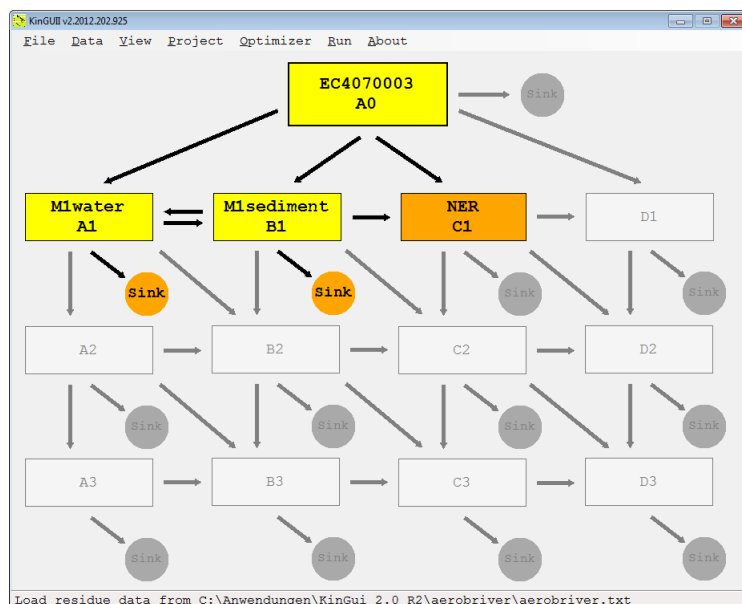 KinGUII v2.2012.202.925
File Data View Project Optimizer Run About
EC4070003
A0
Sink
M1water
A1
M1sediment
B1
NER
C1
D1
Sink
Sink
Sink
Sink
A2
B2
C2
D2
Sink
Sink
Sink
Sink
A3
B3
C3
D3
Sink
Sink
Sink
Sink
Load residue data from C:\Anwendungen\KinGui 2.0 R2\aerobriver\aerobriver.txt